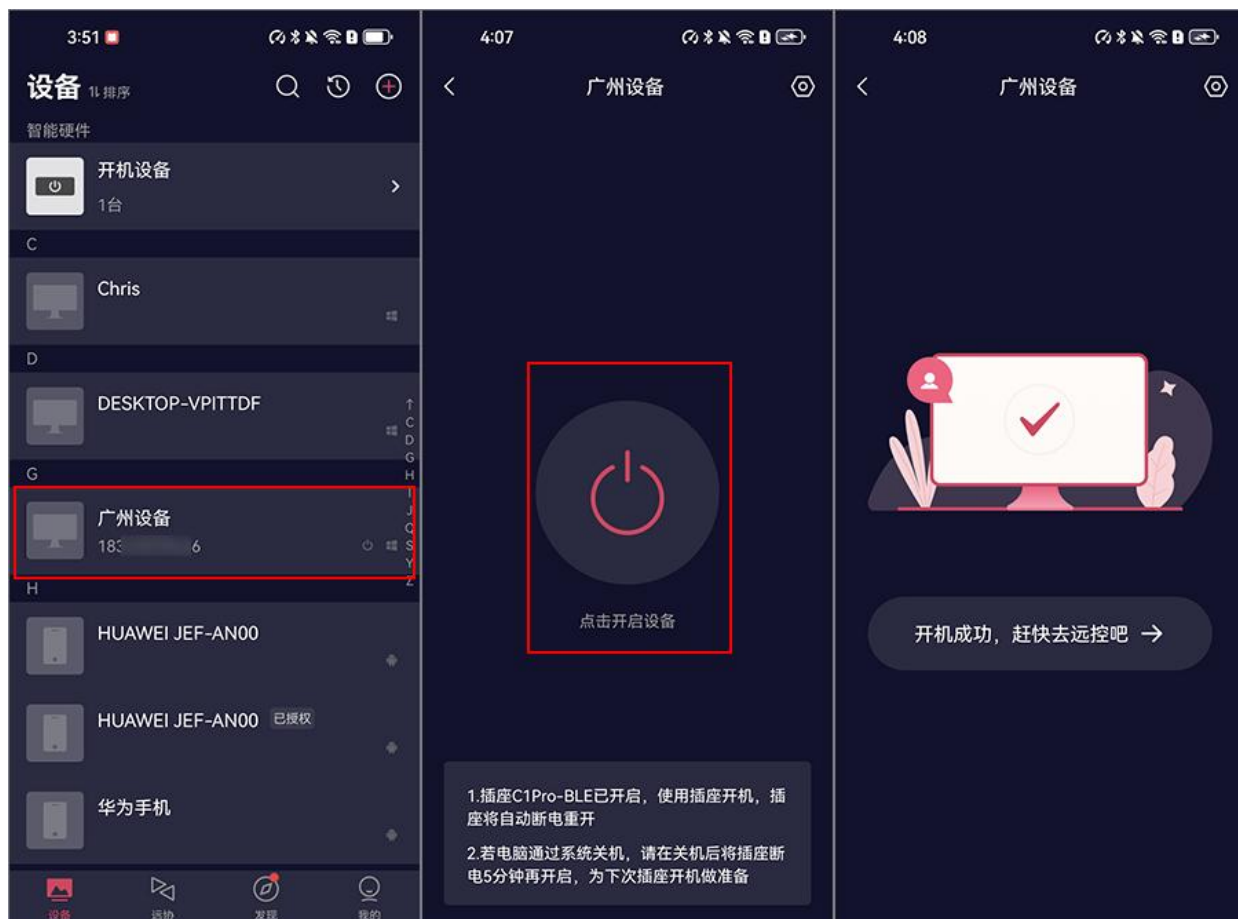 3:51
设备 排序
智能硬件
开机设备
1台
C
Chris
D
DESKTOP-VPITTDF
G
广州设备
183 6
H
HUAWEI JEF-AN00
HUAWEI JEF-AN00 已授权
华为手机
↑
C
D
G
H
I
J
Q
S
Y
Z
设备 远协 发现 我的
4:07
广州设备
点击开启设备
1.插座C1Pro-BLE已开启，使用插座开机，插
座将自动断电重开
2.若电脑通过系统关机，请在关机后将插座断
电5分钟再开启，为下次插座开机做准备
4:08
广州设备
开机成功，赶快去远控吧 →